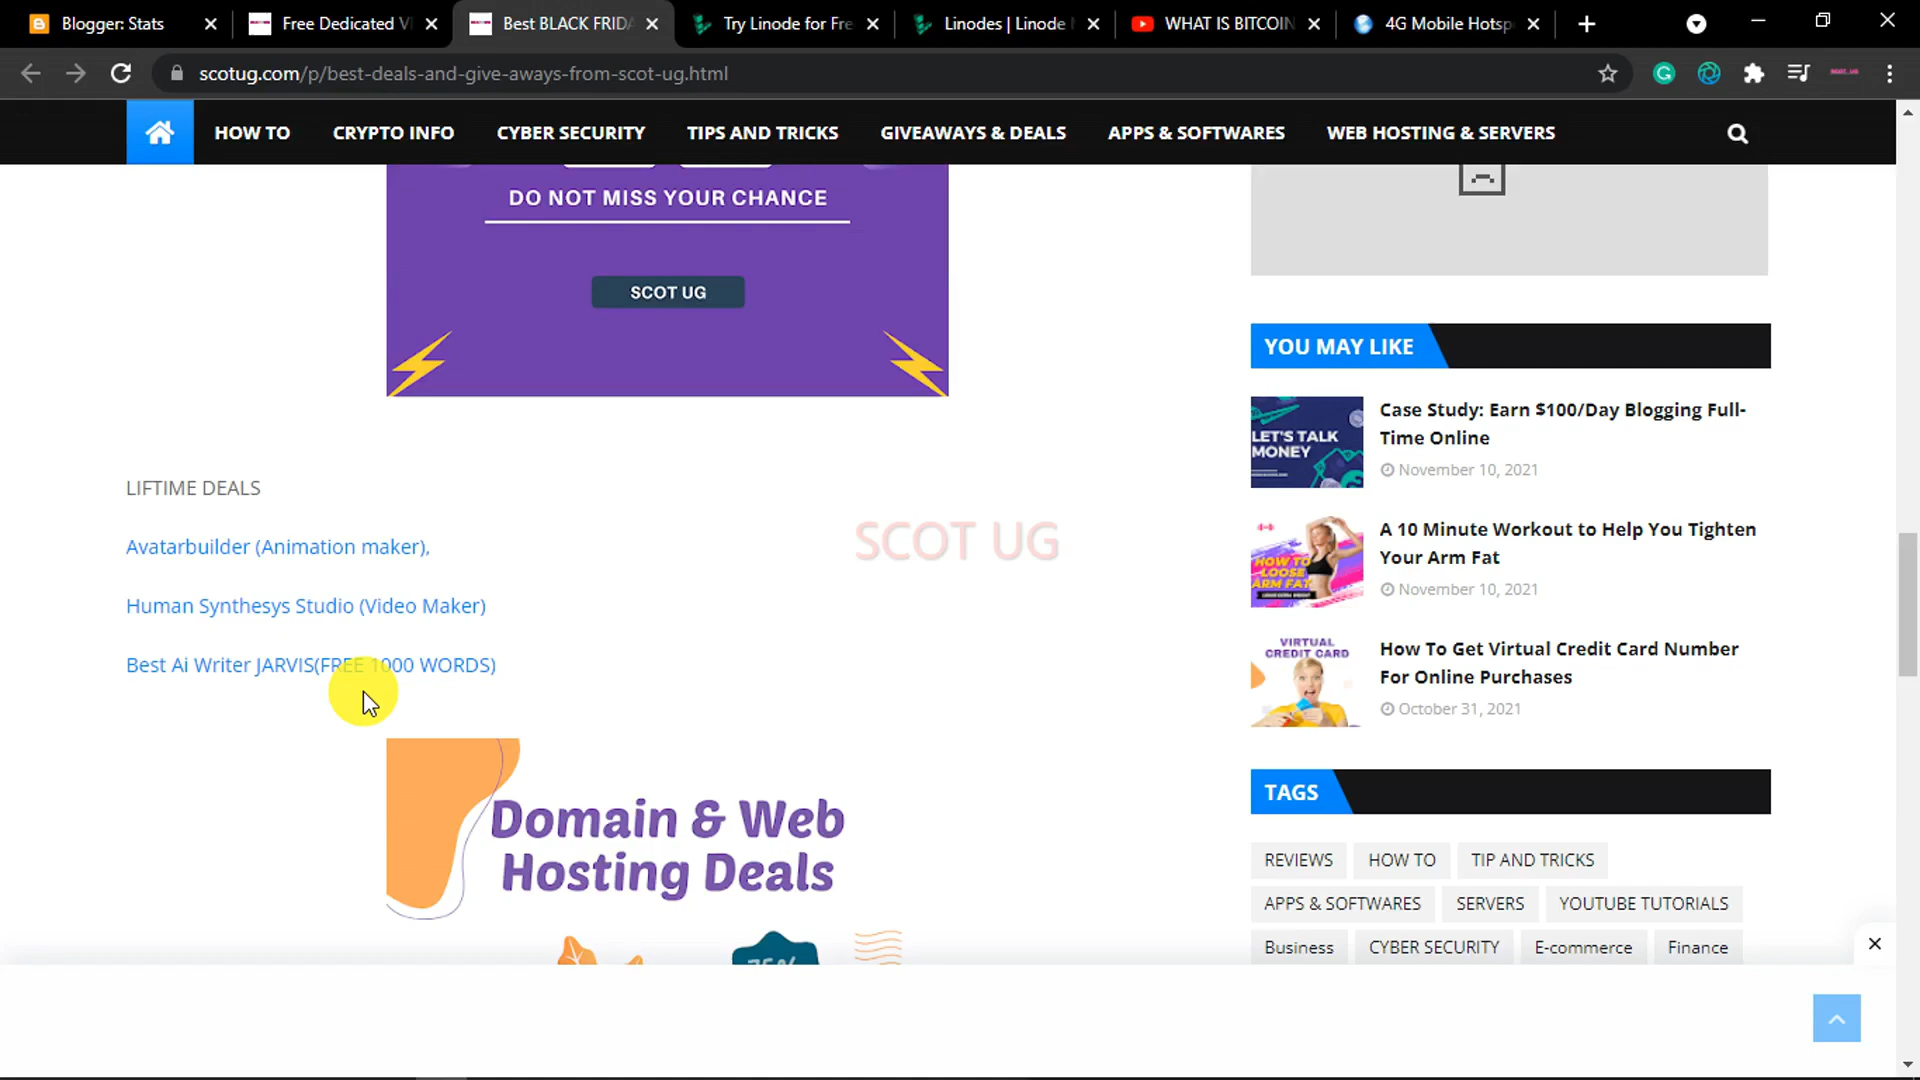 Blogger: Stats
Free Dedicated
Best BLACK FRIDA
Try Linode for Fre
Linodes | Linode
WHAT IS BITCOIN
4G Mobile Hotsp
scotug.com/p/best-deals-and-give-aways-from-scot-ug.html
HOW TO
CRYPTO INFO
CYBER SECURITY
TIPS AND TRICKS
GIVEAWAYS & DEALS
APPS & SOFTWARES
WEB HOSTING & SERVERS
DO NOT MISS YOUR CHANCE
SCOT UG
LIFTIME DEALS
Avatarbuilder (Animation maker),
Human Synthesys Studio (Video Maker)
Best Ai Writer JARVIS(FREE 1000 WORDS)
SCOT UG
Domain & Web
Hosting Deals
75%
YOU MAY LIKE
LET'S TALK
MONEY
Case Study: Earn $100/Day Blogging Full-
Time Online
November 10, 2021
HOW TO
LOOSE
ARM FAT
A 10 Minute Workout to Help You Tighten
Your Arm Fat
November 10, 2021
VIRTUAL
CREDIT CARD
How To Get Virtual Credit Card Number
For Online Purchases
October 31, 2021
TAGS
REVIEWS
HOW TO
TIP AND TRICKS
APPS & SOFTWARES
SERVERS
YOUTUBE TUTORIALS
Business
CYBER SECURITY
E-commerce
Finance